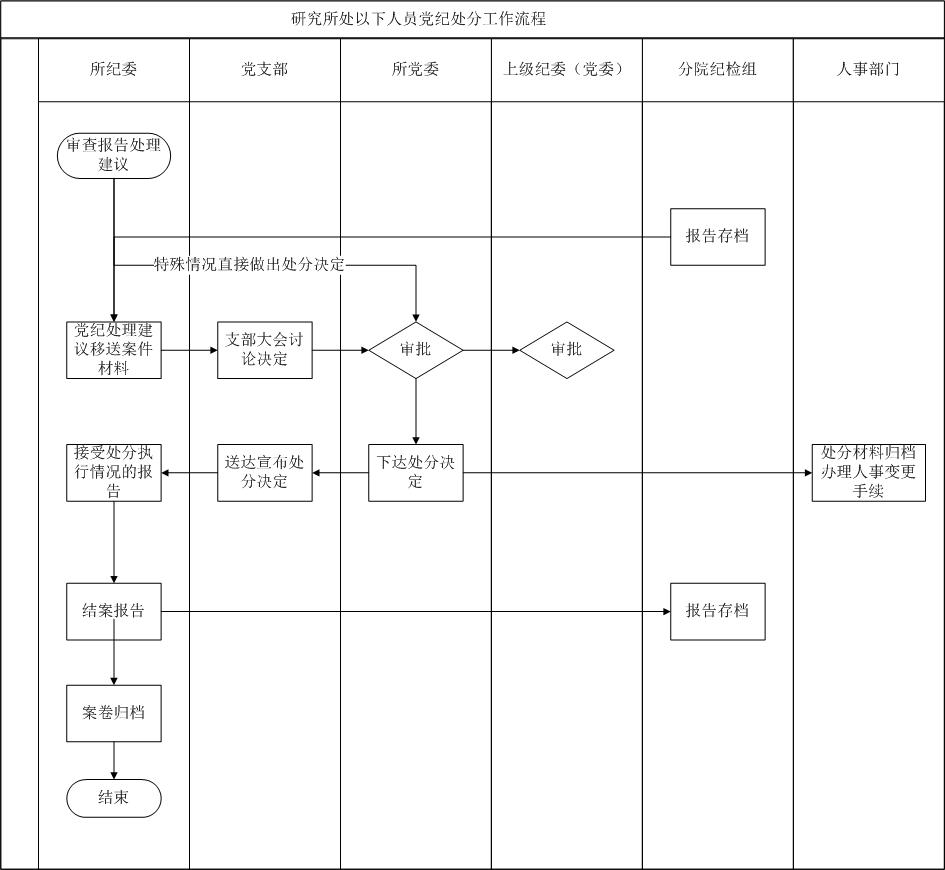 研究所处以下人员党纪处分工作流程
所纪委
党支部
所党委
上级纪委（党委）
分院纪检组
人事部门
审查报告处理
建议
报告存档
特殊情况直接做出处分决定
党纪处理建
议移送案件
材料
支部大会讨
论决定
审批
审批
接受处分执
行情况的报
告
送达宣布处
分决定
下达处分决
定
处分材料归档
办理人事变更
手续
结案报告
报告存档
案卷归档
结束